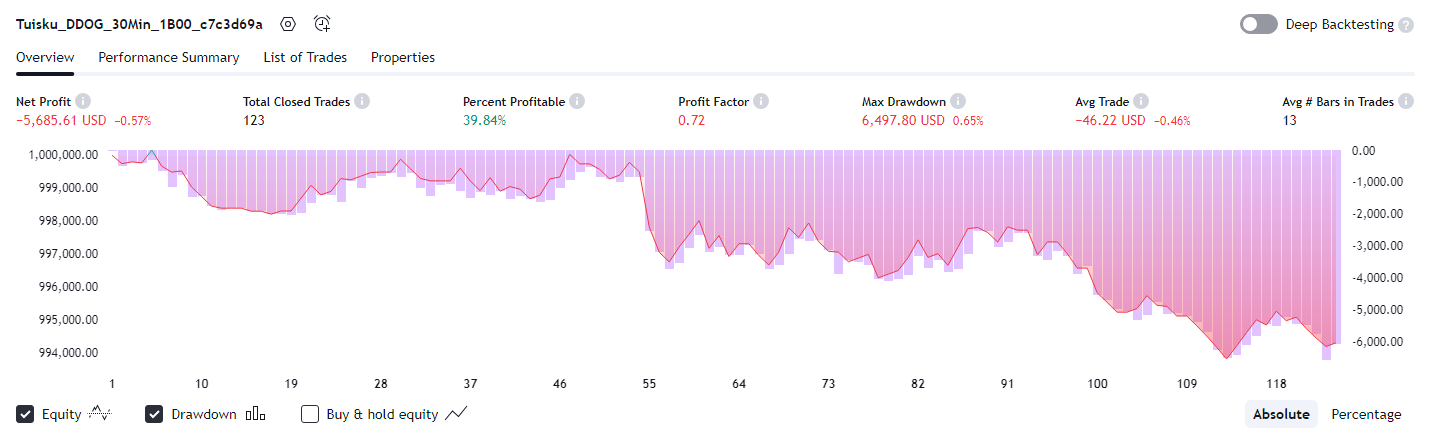 Tuisku_DDOG_30Min_1B00_c7c3d69a Deep Backtesting ?
Overview Performance Summary List of Trades Properties
Net Profit i Total Closed Trades i Percent Profitable i Profit Factor i Max Drawdown i Avg Trade i Avg # Bars in Trades i
−5,685.61 USD −0.57% 123 39.84% 0.72 6,497.80 USD 0.65% −46.22 USD −0.46% 13
1,000,000.00 0.00
999,000.00 -1,000.00
998,000.00 -2,000.00
997,000.00 -3,000.00
996,000.00 -4,000.00
995,000.00 -5,000.00
994,000.00 -6,000.00
1 10 19 28 37 46 55 64 73 82 91 100 109 118
Equity Drawdown Buy & hold equity Absolute Percentage